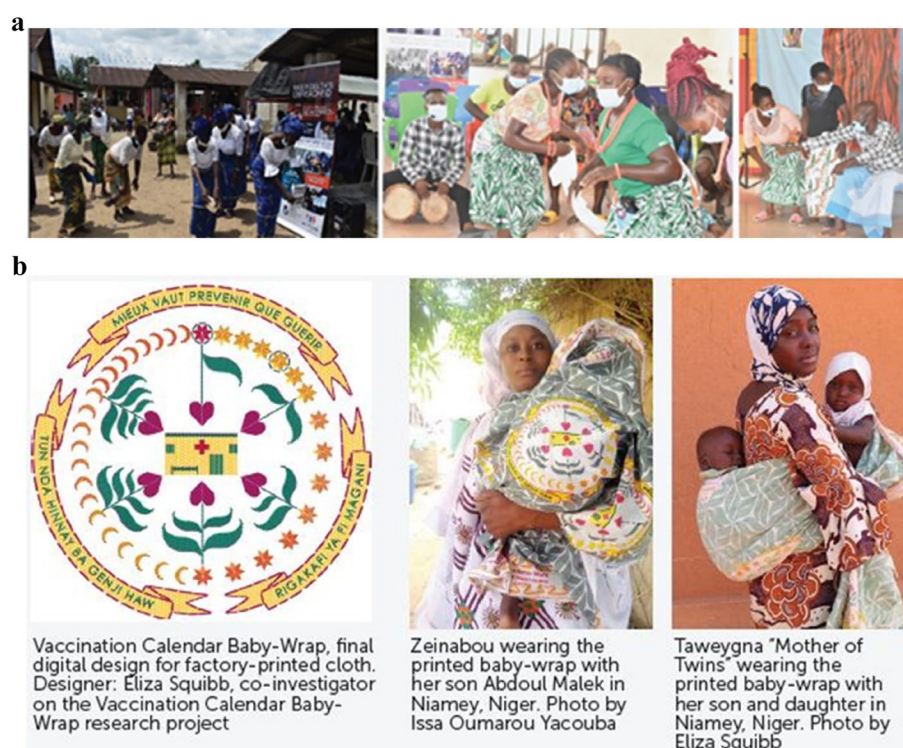 a
b
MIEUX VAUT PREVENIR QUE GUERIR
TUN NDA HINNAY BA GENJI HAW
RIGAKAFI YA FI MAGANI
Vaccination Calendar Baby-Wrap, final
digital design for factory-printed cloth.
Designer: Eliza Squibb, co-investigator
on the Vaccination Calendar Baby-
Wrap research project
Zeinabou wearing the
printed baby-wrap with
her son Abdoul Malek in
Niamey, Niger. Photo by
Issa Oumarou Yacouba
Taweygna "Mother of
Twins" wearing the
printed baby-wrap with
her son and daughter in
Niamey, Niger. Photo by
Eliza Squibb